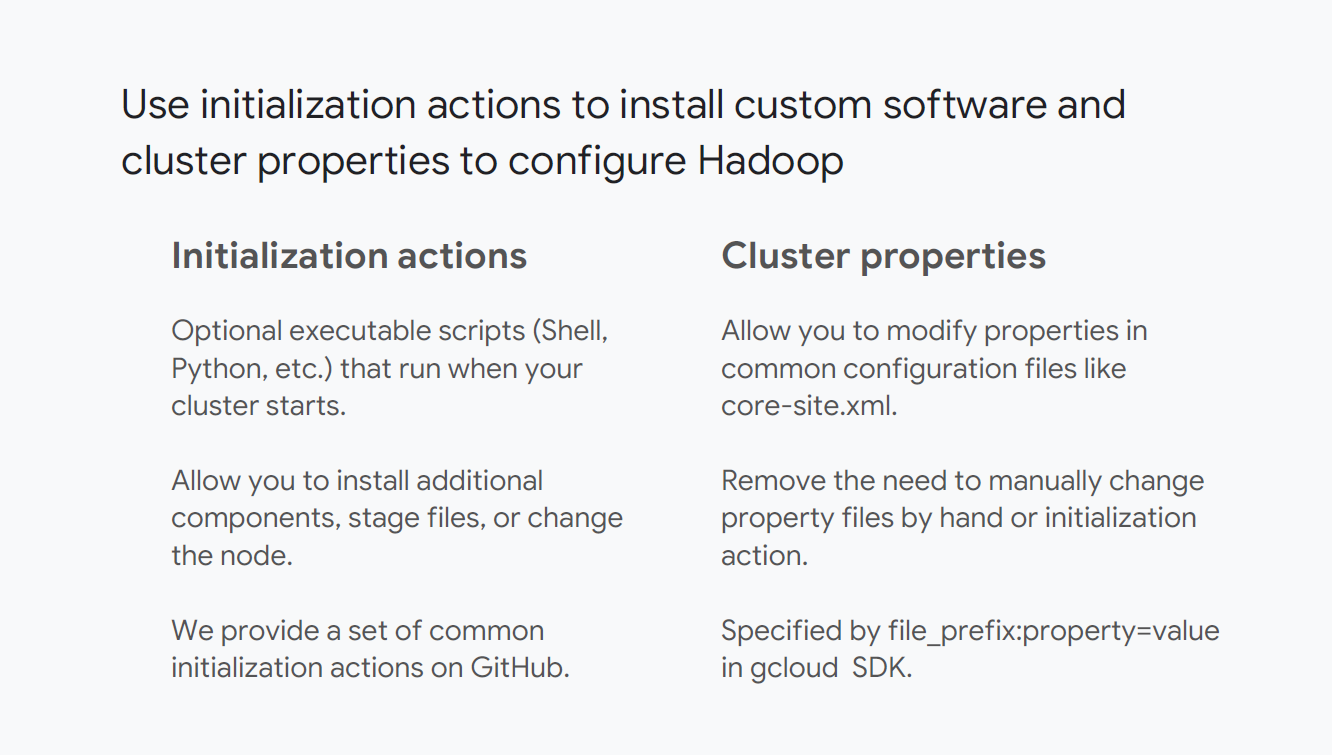 Use initialization actions to install custom software and
cluster properties to configure Hadoop
Initialization actions
Optional executable scripts (Shell,
Python, etc.) that run when your
cluster starts.
Allow you to install additional
components, stage files, or change
the node.
We provide a set of common
initialization actions on GitHub.
Cluster properties
Allow you to modify properties in
common configuration files like
core-site.xml.
Remove the need to manually change
property files by hand or initialization
action.
Specified by file_prefix:property=value
in gcloud  SDK.